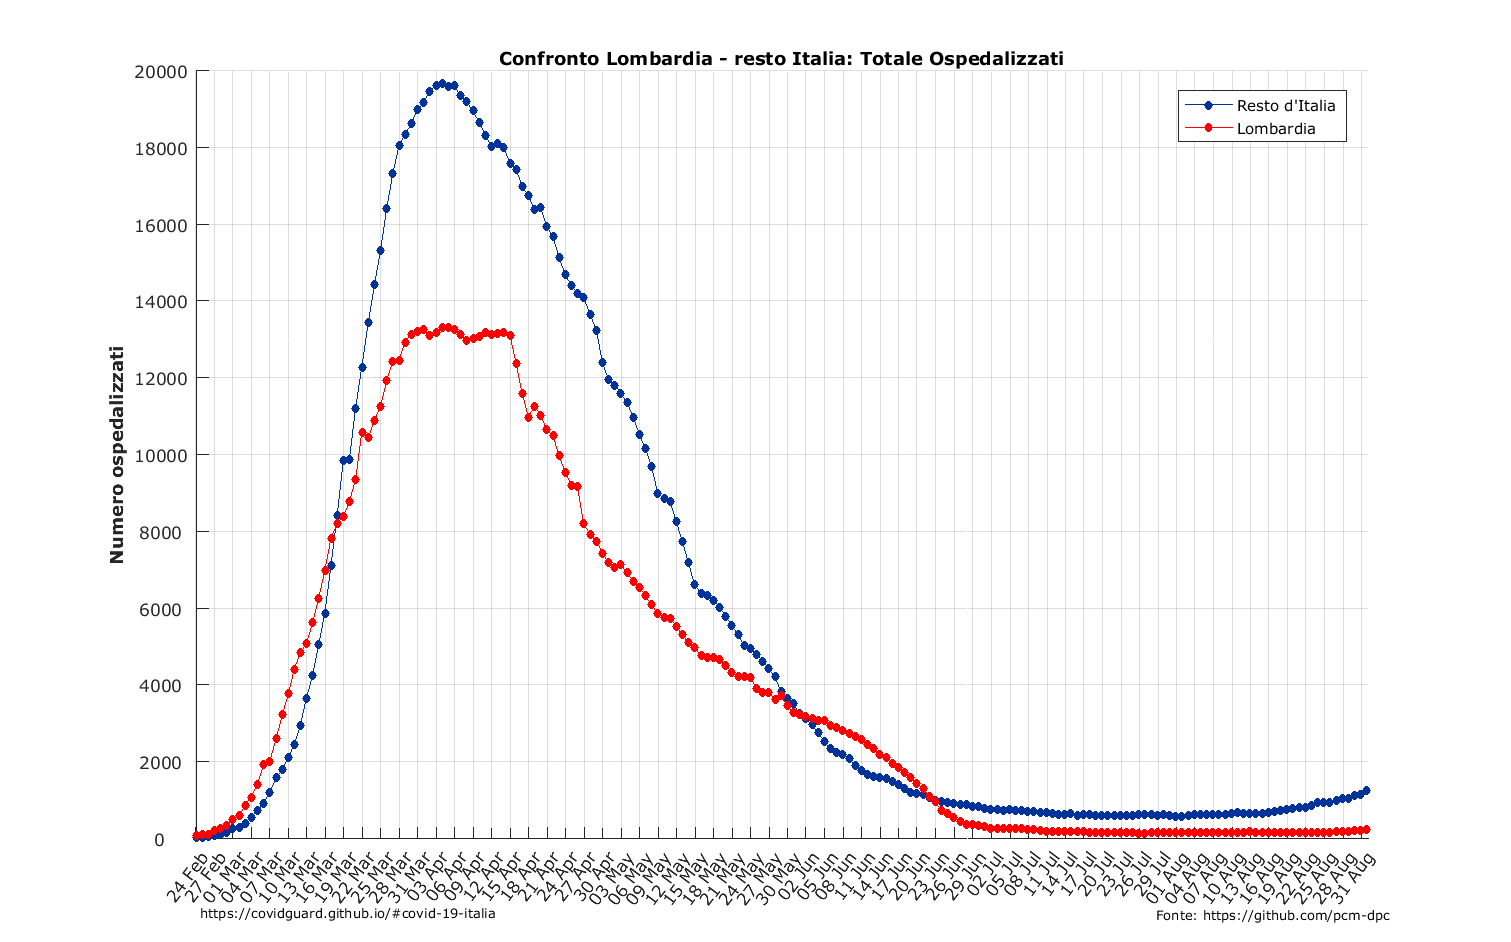 Confronto Lombardia - resto Italia: Totale Ospedalizzati
Resto d'Italia
Lombardia
Numero ospedalizzati
20000
18000
16000
14000
12000
10000
8000
6000
4000
2000
0
24 Feb
27 Feb
01 Mar
04 Mar
07 Mar
10 Mar
13 Mar
16 Mar
19 Mar
22 Mar
25 Mar
28 Mar
31 Mar
03 Apr
06 Apr
09 Apr
12 Apr
15 Apr
18 Apr
21 Apr
24 Apr
27 Apr
30 Apr
03 May
06 May
09 May
12 May
15 May
18 May
21 May
24 May
27 May
30 May
02 Jun
05 Jun
08 Jun
11 Jun
14 Jun
17 Jun
20 Jun
23 Jun
26 Jun
29 Jun
02 Jul
05 Jul
08 Jul
11 Jul
14 Jul
17 Jul
20 Jul
23 Jul
26 Jul
29 Jul
01 Aug
04 Aug
07 Aug
10 Aug
13 Aug
16 Aug
19 Aug
22 Aug
25 Aug
28 Aug
31 Aug
https://covidguard.github.io/#covid-19-italia
Fonte: https://github.com/pcm-dpc